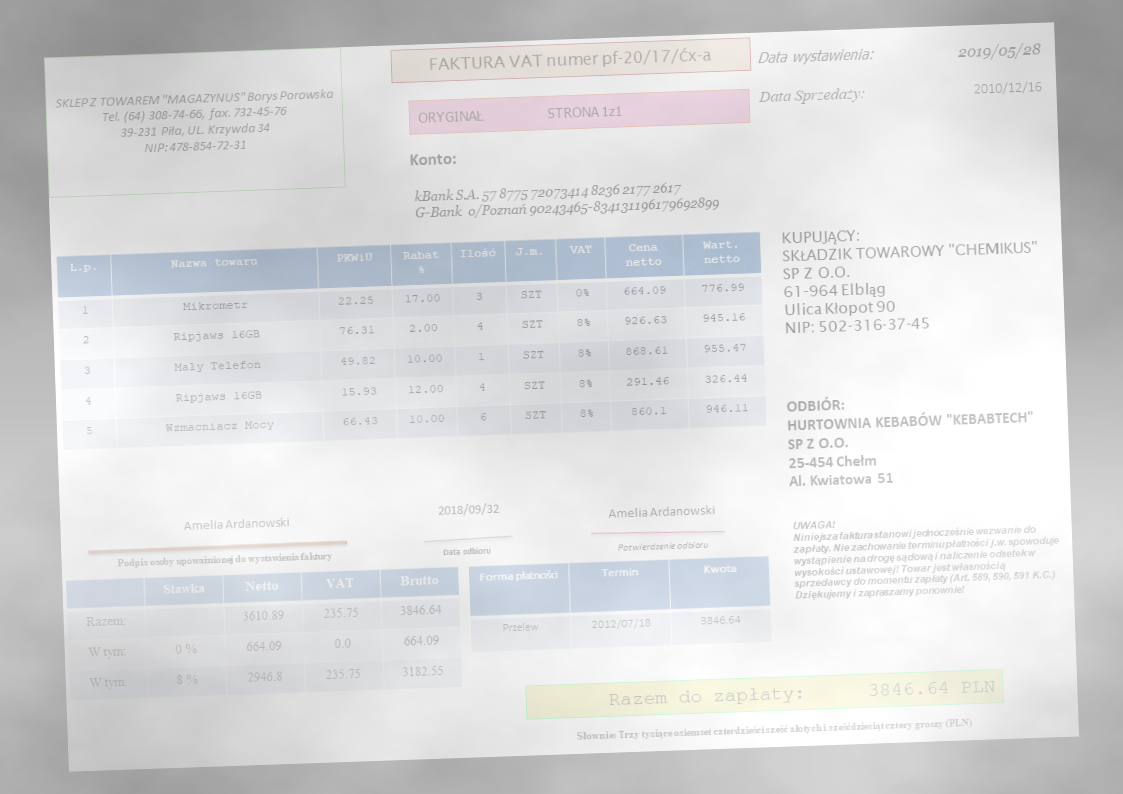 SKLEP Z TOWAREM "MAGAZYNUS" Borys Porowska
Tel. (64) 308-74-66, fax. 732-45-76
39-231 Piła, UL. Krzywda 34
NIP: 478-854-72-31
FAKTURA VAT numer pf-20/17/ćx-a
ORYGINAŁ STRONA 1z1
Data wystawienia: 2019/05/28
Data Sprzedaży: 2010/12/16
Konto:
kBank S.A. 57 8775 72073414 8236 2177 2617
G-Bank o/Poznań 90243465-834131196179692899
KUPUJĄCY:
SKŁADZIK TOWAROWY "CHEMIKUS"
SP Z O.O.
61-964 Elbląg
Ulica Kłopot 90
NIP: 502-316-37-45
L.p. Nazwa towaru PKWiU Rabat % Ilość J.m. VAT Cena netto Wart. netto
1 Mikrometr 22.25 17.00 3 SZT 0% 664.09 776.99
2 Ripjaws 16GB 76.31 2.00 4 SZT 8% 926.63 945.16
3 Maly Telefon 49.82 10.00 1 SZT 8% 868.61 955.47
4 Ripjaws 16GB 15.93 12.00 4 SZT 8% 291.46 326.44
5 Wzmacniacz Mocy 66.43 10.00 6 SZT 8% 860.1 946.11
ODBIÓR:
HURTOWNIA KEBABÓW "KEBABTECH"
SP Z O.O.
25-454 Chełm
Al. Kwiatowa 51
Amelia Ardanowski
Podpis osoby upoważnionej do wystawienia faktury
2018/09/32
Data odbioru
Amelia Ardanowski
Potwierdzenie odbioru
UWAGA!
Niniejsza faktura stanowi jednocześnie wezwanie do
zapłaty. Nie zachowanie terminu płatności j.w. spowoduje
wystąpienie na drogę sądową i naliczenie odsetek w
wysokości ustawowej! Towar jest własnością
sprzedawcy do momentu zapłaty (Art. 589, 590, 591 K.C.)
Dziękujemy i zapraszamy ponownie!
Stawka Netto VAT Brutto
Razem: 3610.89 235.75 3846.64
W tym: 0 % 664.09 0.0 664.09
W tym: 8 % 2946.8 235.75 3182.55
Forma płatności Termin Kwota
Przelew 2012/07/18 3846.64
Razem do zapłaty: 3846.64 PLN
Słownie: Trzy tysiące osiemset czterdzieści sześć złotych i sześćdziesiąt cztery groszy (PLN)